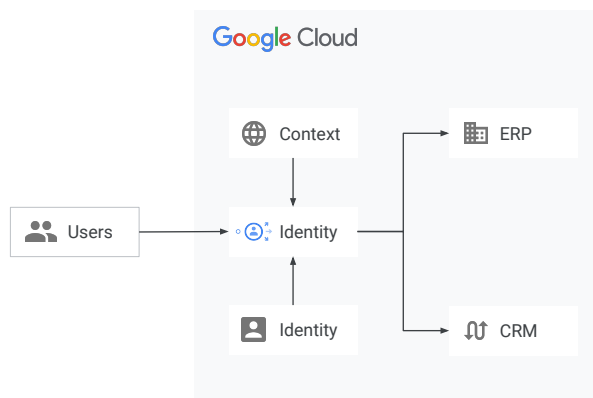 Google Cloud
Context
ERP
Users
Identity
Identity
CRM